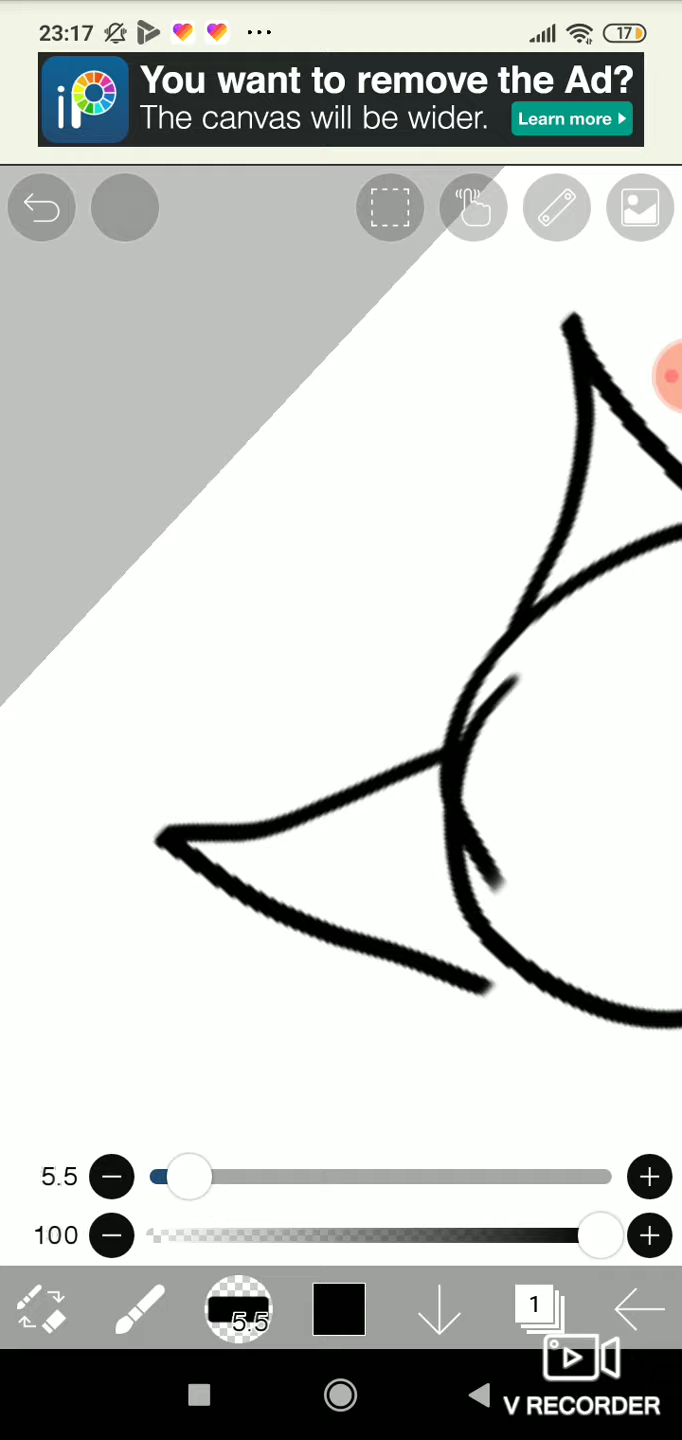 23:17
17
iP
You want to remove the Ad?
The canvas will be wider.
Learn more
5.5
100
5.5
1
V RECORDER